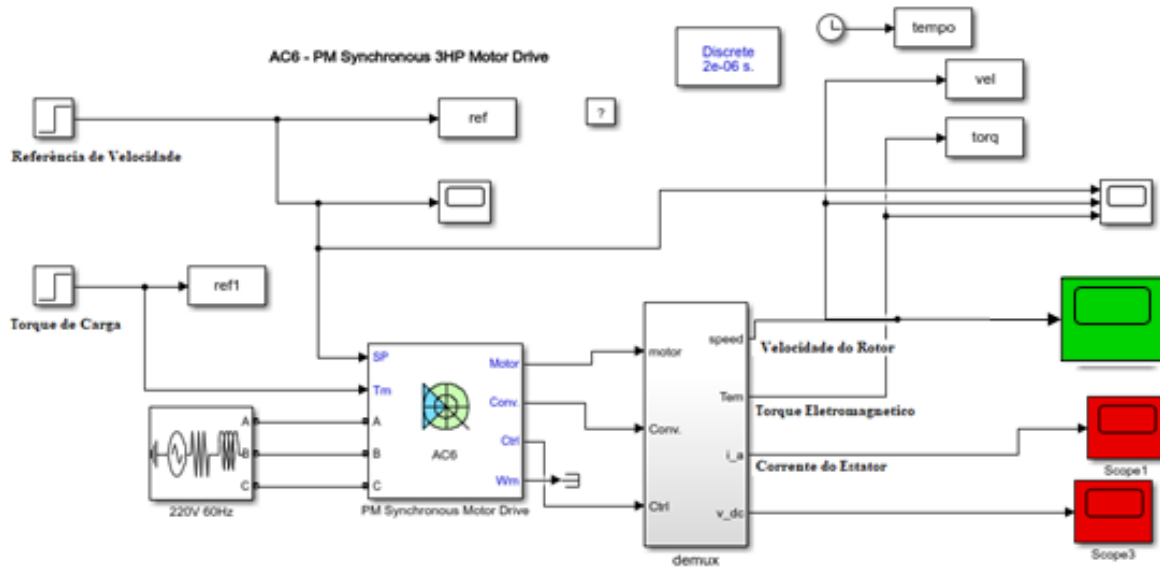 tempo
AC6 - PM Synchronous 3HP Motor Drive
Discrete
2e-06 s.
vel
ref
?
torq
Referência de Velocidade
ref1
Torque de Carga
SP
Tm
A
B
C
Motor
Conv.
Ctrl
Wm
AC6
PM Synchronous Motor Drive
A
B
C
220V 60Hz
motor
Conv.
Ctrl
speed
Tem
i_a
v_dc
demux
Velocidade do Rotor
Torque Eletromagnetico
Corrente do Estator
Scope1
Scope3